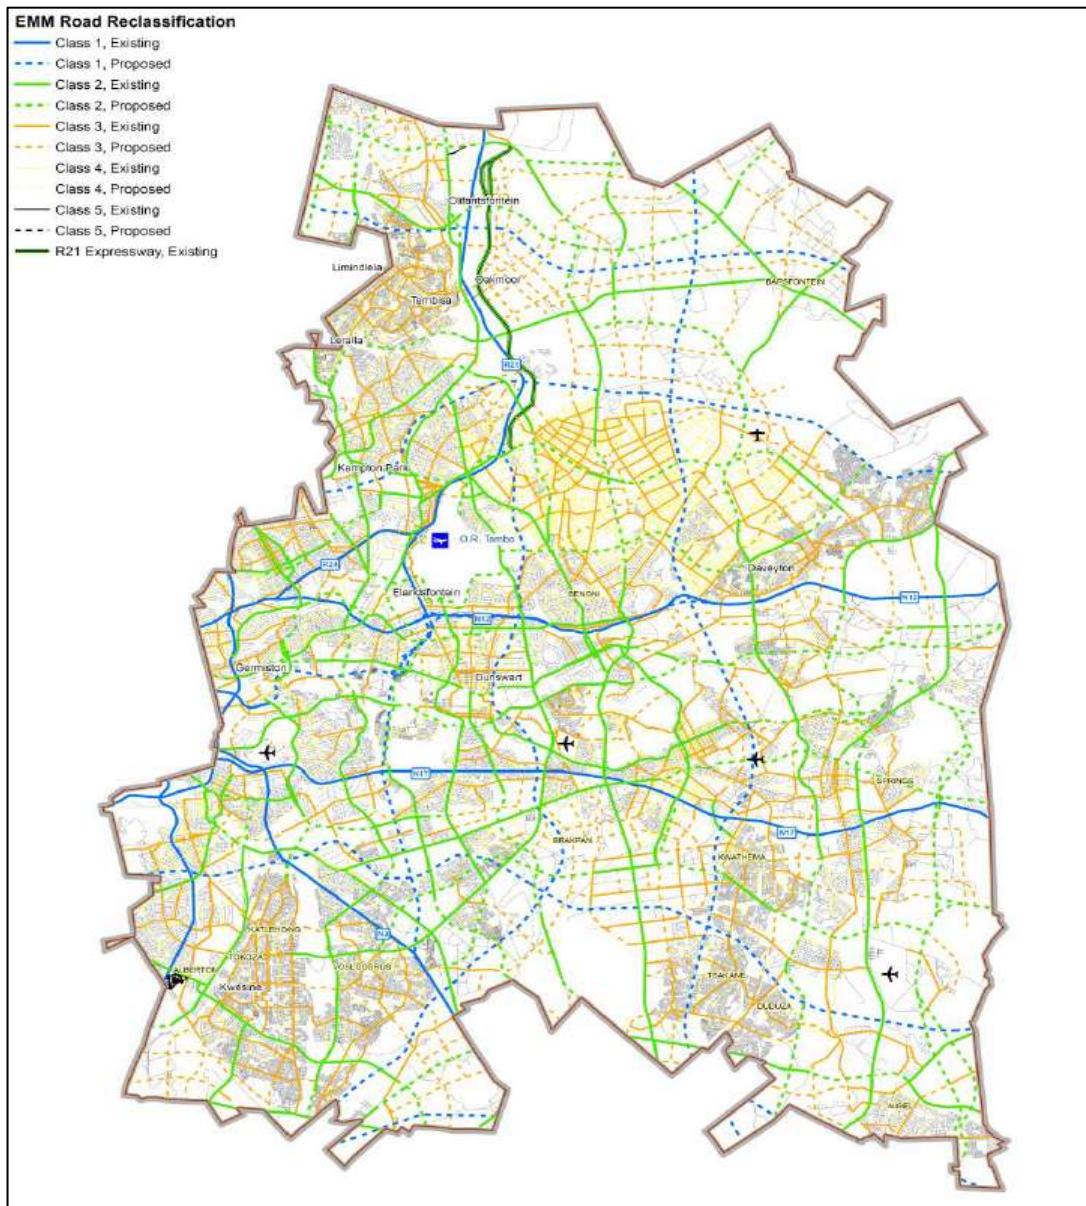 EMM Road Reclassification
Class 1, Existing
Class 1, Proposed
Class 2, Existing
Class 2, Proposed
Class 3, Existing
Class 3, Proposed
Class 4, Existing
Class 4, Proposed
Class 5, Existing
Class 5, Proposed
R21 Expressway, Existing
Olifantsfontein
Limindlela
Oakmoor
BAPSFONTEIN
Tembisa
Leralla
R21
Kempton Park
O.R. Tambo
R24
Daveyton
Elandsfontein
BENONI
N12
N12
Germiston
Dunswart
N17
SPRINGS
N17
BRAKPAN
KWATHEMA
KATLEHONG
N3
TOKOZA
VOSLOORUS
ALBERTON
Kwesine
TSAKANE
DUDUZA
NIGEL